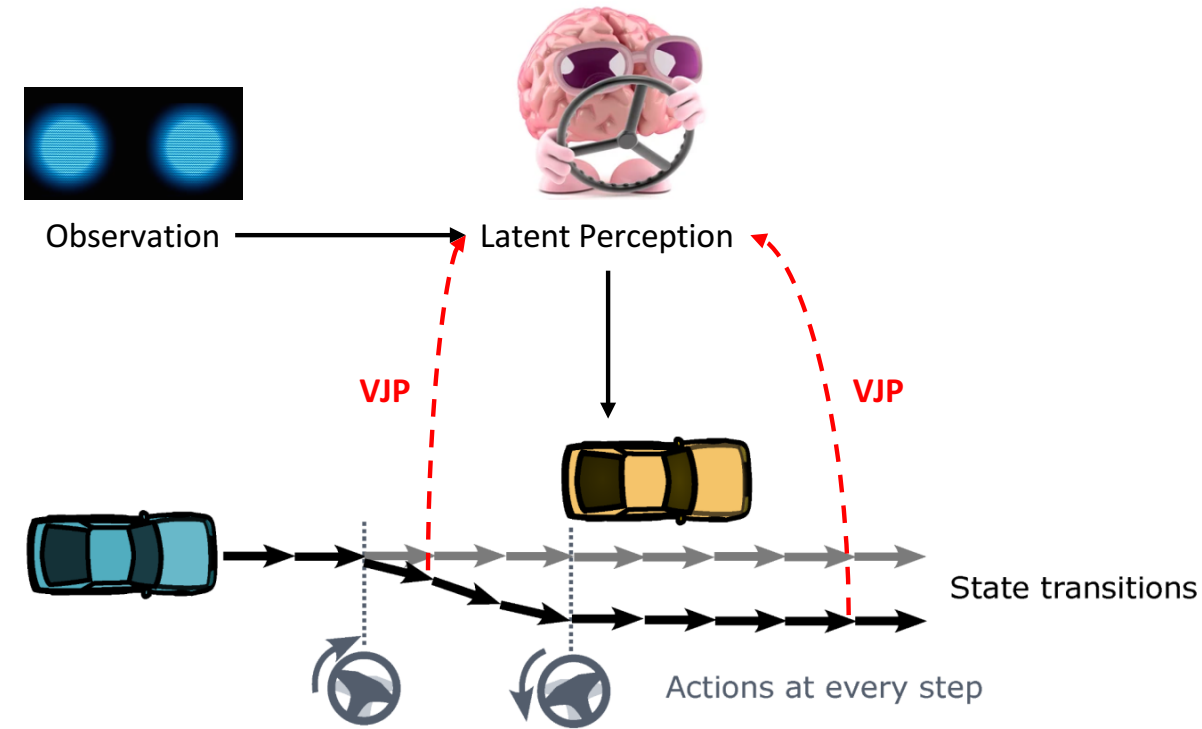 Observation
Latent Perception
VJP
VJP
State transitions
Actions at every step